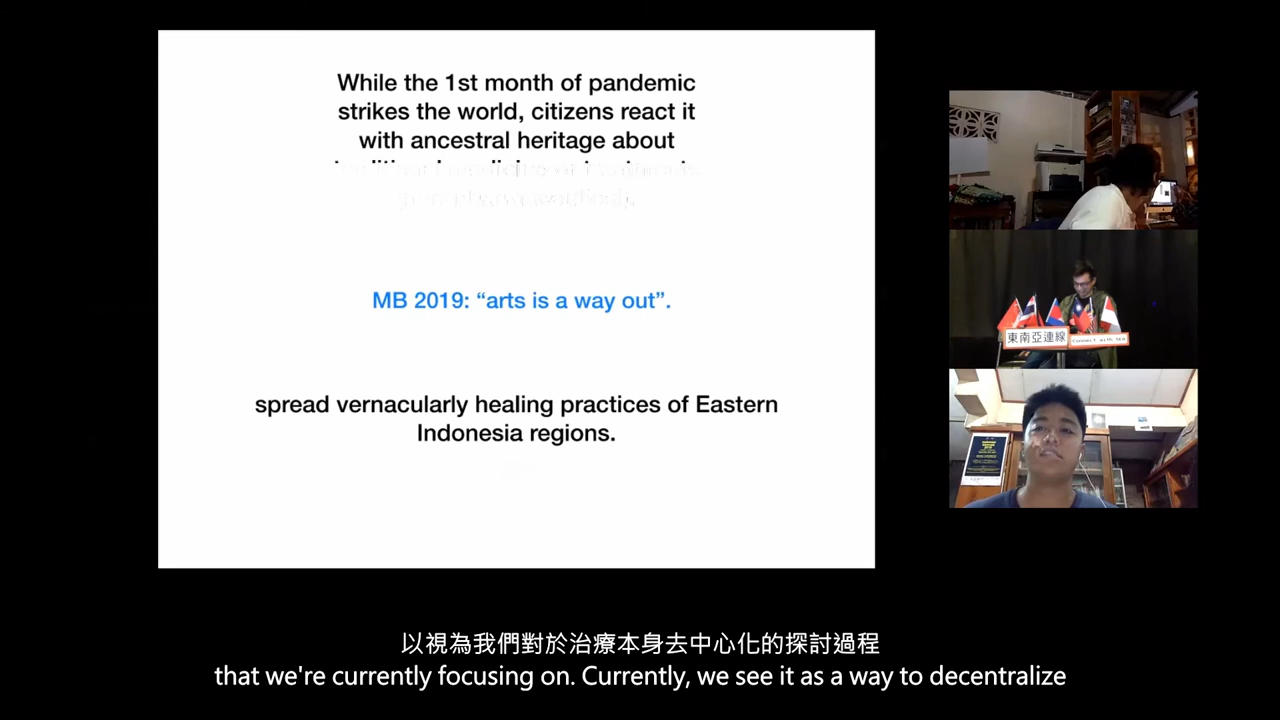 While the 1st month of pandemic
strikes the world, citizens react it
with ancestral heritage about
MB 2019: “arts is a way out”.
spread vernacularly healing practices of Eastern
Indonesia regions.
東南亞連線
Connect with SEA
以視為我們對於治療本身去中心化的探討過程
that we're currently focusing on. Currently, we see it as a way to decentralize